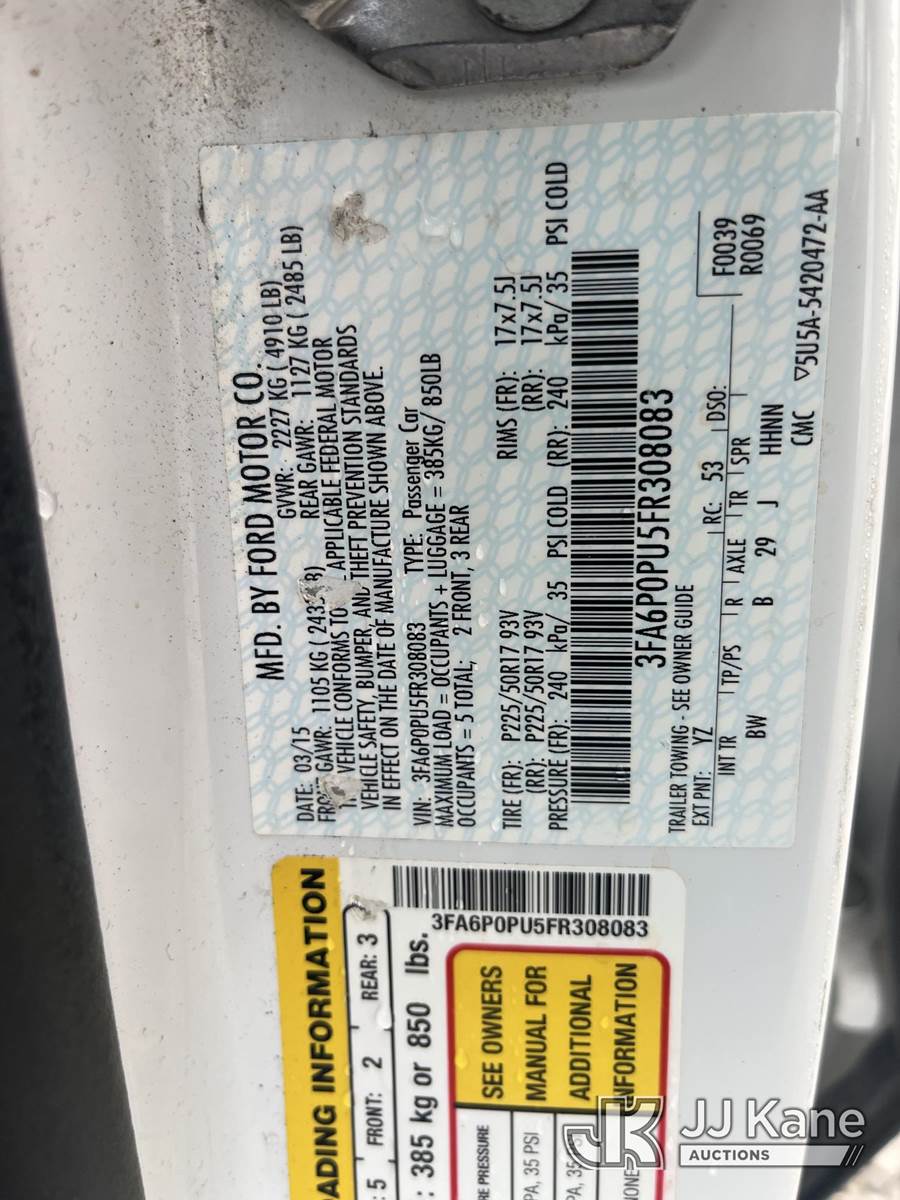 MFD. BY FORD MOTOR CO.
DATE: 03/15 GVWR: 2227 KG ( 4910 LB)
GAWR: 1105 KG REAR GAWR: 1127 KG ( 2485 LB)
VEHICLE CONFORMS TO APPLICABLE FEDERAL MOTOR
VEHICLE SAFETY, BUMPER, AND THEFT PREVENTION STANDARDS
IN EFFECT ON THE DATE OF MANUFACTURE SHOWN ABOVE.
VIN: 3FA6P0PU5FR308083 TYPE: Passenger Car
MAXIMUM LOAD = OCCUPANTS + LUGGAGE = 385KG/ 850LB
OCCUPANTS = 5 TOTAL, 2 FRONT, 3 REAR
TIRE (FR): P225/50R17 93V RIMS (FR): 17x7.5J
(RR): P225/50R17 93V (RR): 17x7.5J
PRESSURE (FR): 240 kPa/ 35 PSI COLD (RR): 240 kPa/ 35 PSI COLD
3FA6P0PU5FR308083
TRAILER TOWING - SEE OWNER GUIDE F0039
EXT PNT: YZ RC: 53 DSO: R0069
INT TR TP/PS R AXLE TR SPR
BW B 29 J HHNN
CMC ▽5U5A-5420472-AA
ADING INFORMATION
: 5 FRONT: 2 REAR: 3
: 385 kg or 850 lbs.
3FA6P0PU5FR308083
RE PRESSURE
PA, 35 PSI
SEE OWNERS
MANUAL FOR
ADDITIONAL
INFORMATION
JJ Kane
AUCTIONS